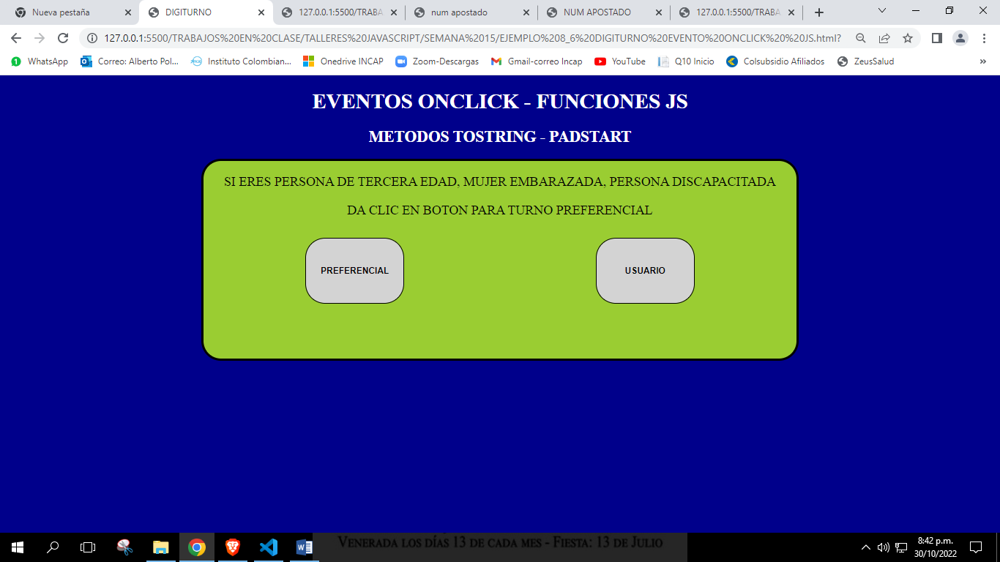 Nueva pestaña
DIGITURNO
127.0.0.1:5500/TRABA
num apostado
NUM APOSTADO
127.0.0.1:5500/TRABA
127.0.0.1:5500/TRABAJOS%20EN%20CLASE/TALLERES%20JAVASCRIPT/SEMANA%2015/EJEMPLO%208_6%20DIGITURNO%20EVENTO%20ONCLICK%20%20JS.html?
WhatsApp
Correo: Alberto Pol...
Instituto Colombian...
Onedrive INCAP
Zoom-Descargas
Gmail-correo Incap
YouTube
Q10 Inicio
Colsubsidio Afiliados
ZeusSalud
»
EVENTOS ONCLICK - FUNCIONES JS
METODOS TOSTRING - PADSTART
SI ERES PERSONA DE TERCERA EDAD, MUJER EMBARAZADA, PERSONA DISCAPACITADA
DA CLIC EN BOTON PARA TURNO PREFERENCIAL
PREFERENCIAL
USUARIO
VENERADA LOS DÍAS 13 DE CADA MES - FIESTA: 13 DE JULIO
8:42 p.m.
30/10/2022